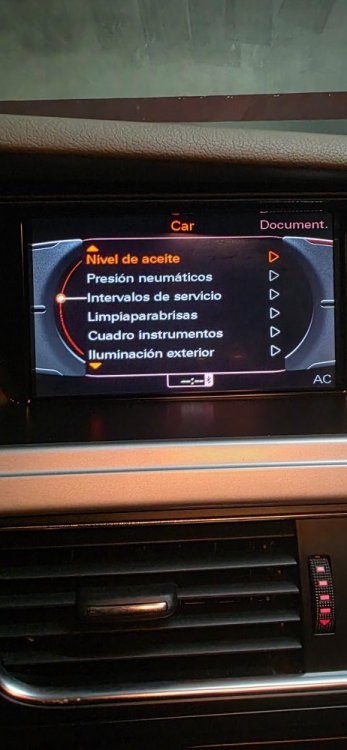 Car
Document.
Nivel de aceite
Presión neumáticos
Intervalos de servicio
Limpiaparabrisas
Cuadro instrumentos
Iluminación exterior
--:--
AC